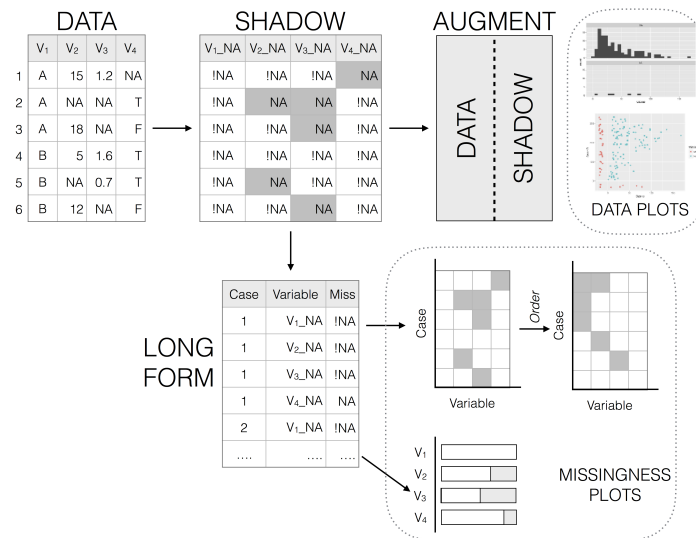 DATA
V1 V2 V3 V4
1 A 15 1.2 NA
2 A NA NA T
3 A 18 NA F
4 B 5 1.6 T
5 B NA 0.7 T
6 B 12 NA F
SHADOW
V1_NA V2_NA V3_NA V4_NA
!NA !NA !NA NA
!NA NA NA !NA
!NA !NA NA !NA
!NA !NA !NA !NA
!NA NA !NA !NA
!NA !NA NA !NA
AUGMENT
DATA
SHADOW
DATA PLOTS
LONG
FORM
Case Variable Miss
1 V1_NA !NA
1 V2_NA !NA
1 V3_NA !NA
1 V4_NA NA
2 V1_NA !NA
.... .... ....
Case
Variable
Order
Case
Variable
V1
V2
V3
V4
MISSINGNESS
PLOTS